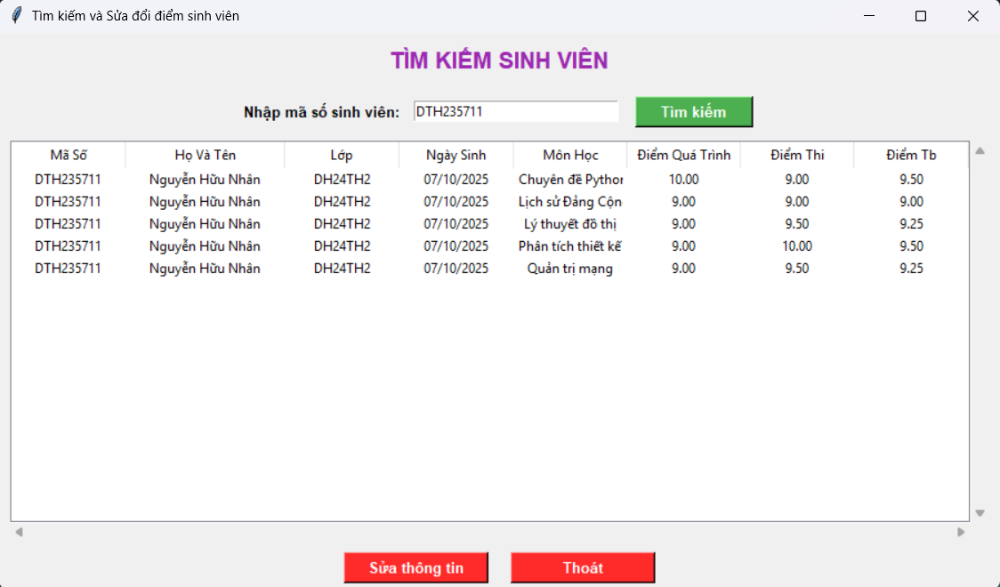 Tìm kiếm và Sửa đổi điểm sinh viên
TÌM KIẾM SINH VIÊN
Nhập mã số sinh viên: DTH235711 Tìm kiếm
Mã Số Họ Và Tên Lớp Ngày Sinh Môn Học Điểm Quá Trình Điểm Thi Điểm Tb
DTH235711 Nguyễn Hữu Nhân DH24TH2 07/10/2025 Chuyên đề Python 10.00 9.00 9.50
DTH235711 Nguyễn Hữu Nhân DH24TH2 07/10/2025 Lịch sử Đảng Cộn 9.00 9.00 9.00
DTH235711 Nguyễn Hữu Nhân DH24TH2 07/10/2025 Lý thuyết đồ thị 9.00 9.50 9.25
DTH235711 Nguyễn Hữu Nhân DH24TH2 07/10/2025 Phân tích thiết kế 9.00 10.00 9.50
DTH235711 Nguyễn Hữu Nhân DH24TH2 07/10/2025 Quản trị mạng 9.00 9.50 9.25
Sửa thông tin Thoát